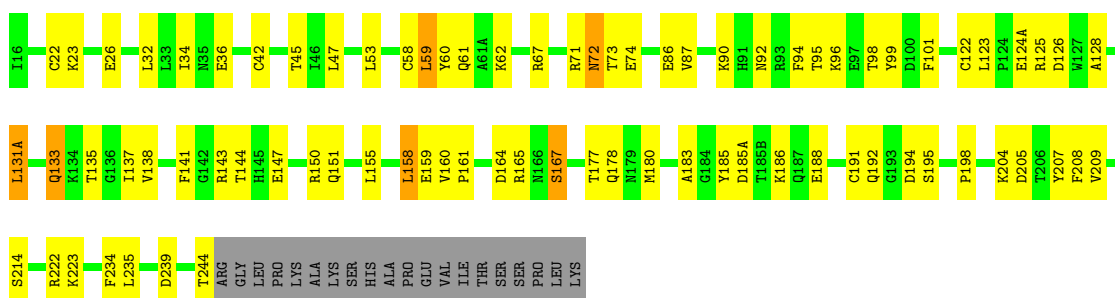 I16 C22 K23 E26 L32 L33 I34 N35 E36 C42 T45 I46 L47 L53 C58 L59 Y60 Q61 A61A K62 R67 R71 N72 T73 E74 E86 V87 K90 H91 N92 R93 F94 T95 K96 E97 T98 Y99 D100 F101 C122 L123 P124 E124A R125 D126 W127 A128
L131A Q133 K134 T135 G136 I137 V138 F141 G142 R143 T144 H145 E147 R150 Q151 L155 L158 E159 V160 P161 D164 R165 N166 S167 T177 Q178 N179 M180 A183 G184 Y185 D185A T185B K186 Q187 E188 C191 Q192 G193 D194 S195 P198 K204 D205 T206 Y207 F208 V209
S214 R222 K223 F234 L235 D239 T244 ARG GLY LEU PRO LYS ALA LYS SER HIS ALA PRO GLU VAL ILE THR SER SER PRO LEU LYS